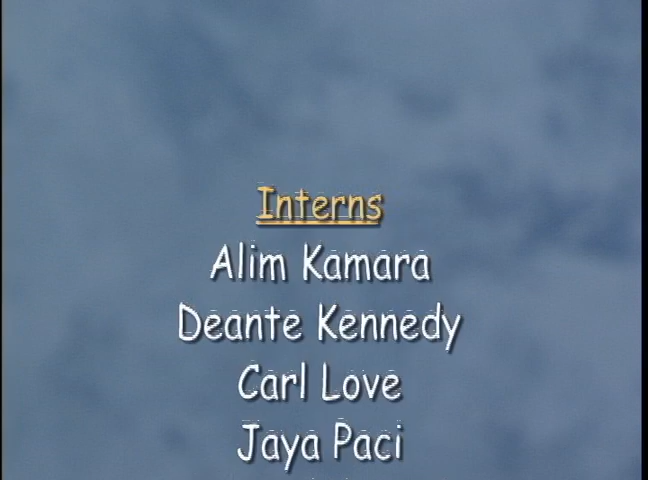 Interns
Alim Kamara
Deante Kennedy
Carl Love
Jaya Paci